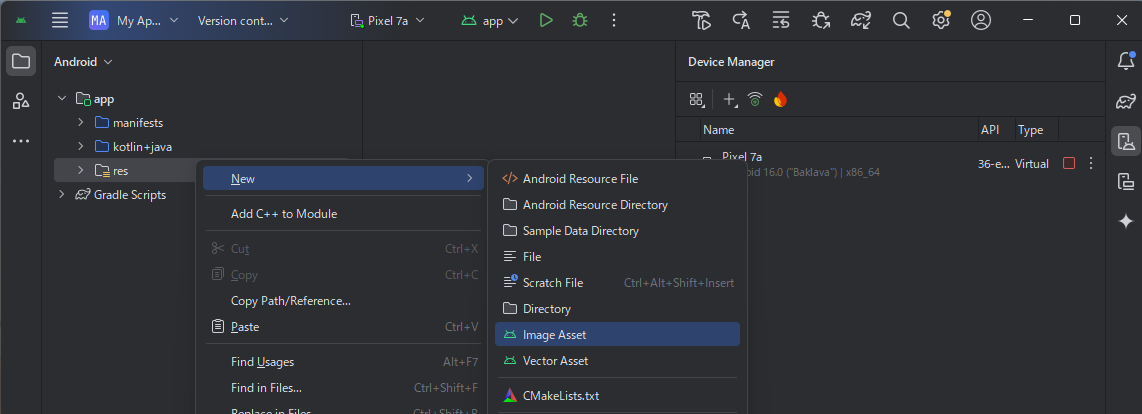 MA My Ap... Version cont... Pixel 7a app
Android
Device Manager
app
manifests
kotlin+java
res
Gradle Scripts
Name API Type
Pixel 7a 36-e... Virtual
("Baklava") | x86_64
New
Add C++ to Module
Cut Ctrl+X
Copy Ctrl+C
Copy Path/Reference...
Paste Ctrl+V
Find Usages Alt+F7
Find in Files... Ctrl+Shift+F
Replace in Files... Ctrl+Shift+R
Android Resource File
Android Resource Directory
Sample Data Directory
File
Scratch File Ctrl+Alt+Shift+Insert
Directory
Image Asset
Vector Asset
CMakeLists.txt